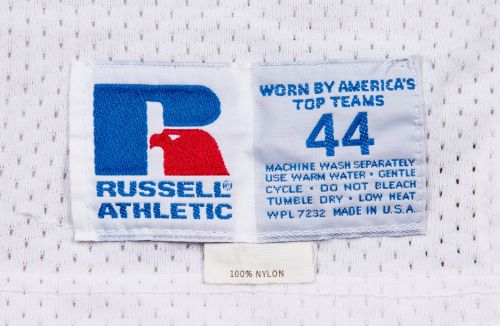 RUSSELL®
ATHLETIC
WORN BY AMERICA'S
TOP TEAMS
44
MACHINE WASH SEPARATELY
USE WARM WATER • GENTLE
CYCLE • DO NOT BLEACH
TUMBLE DRY • LOW HEAT
WPL 7232 MADE IN U.S.A.
100% NYLON